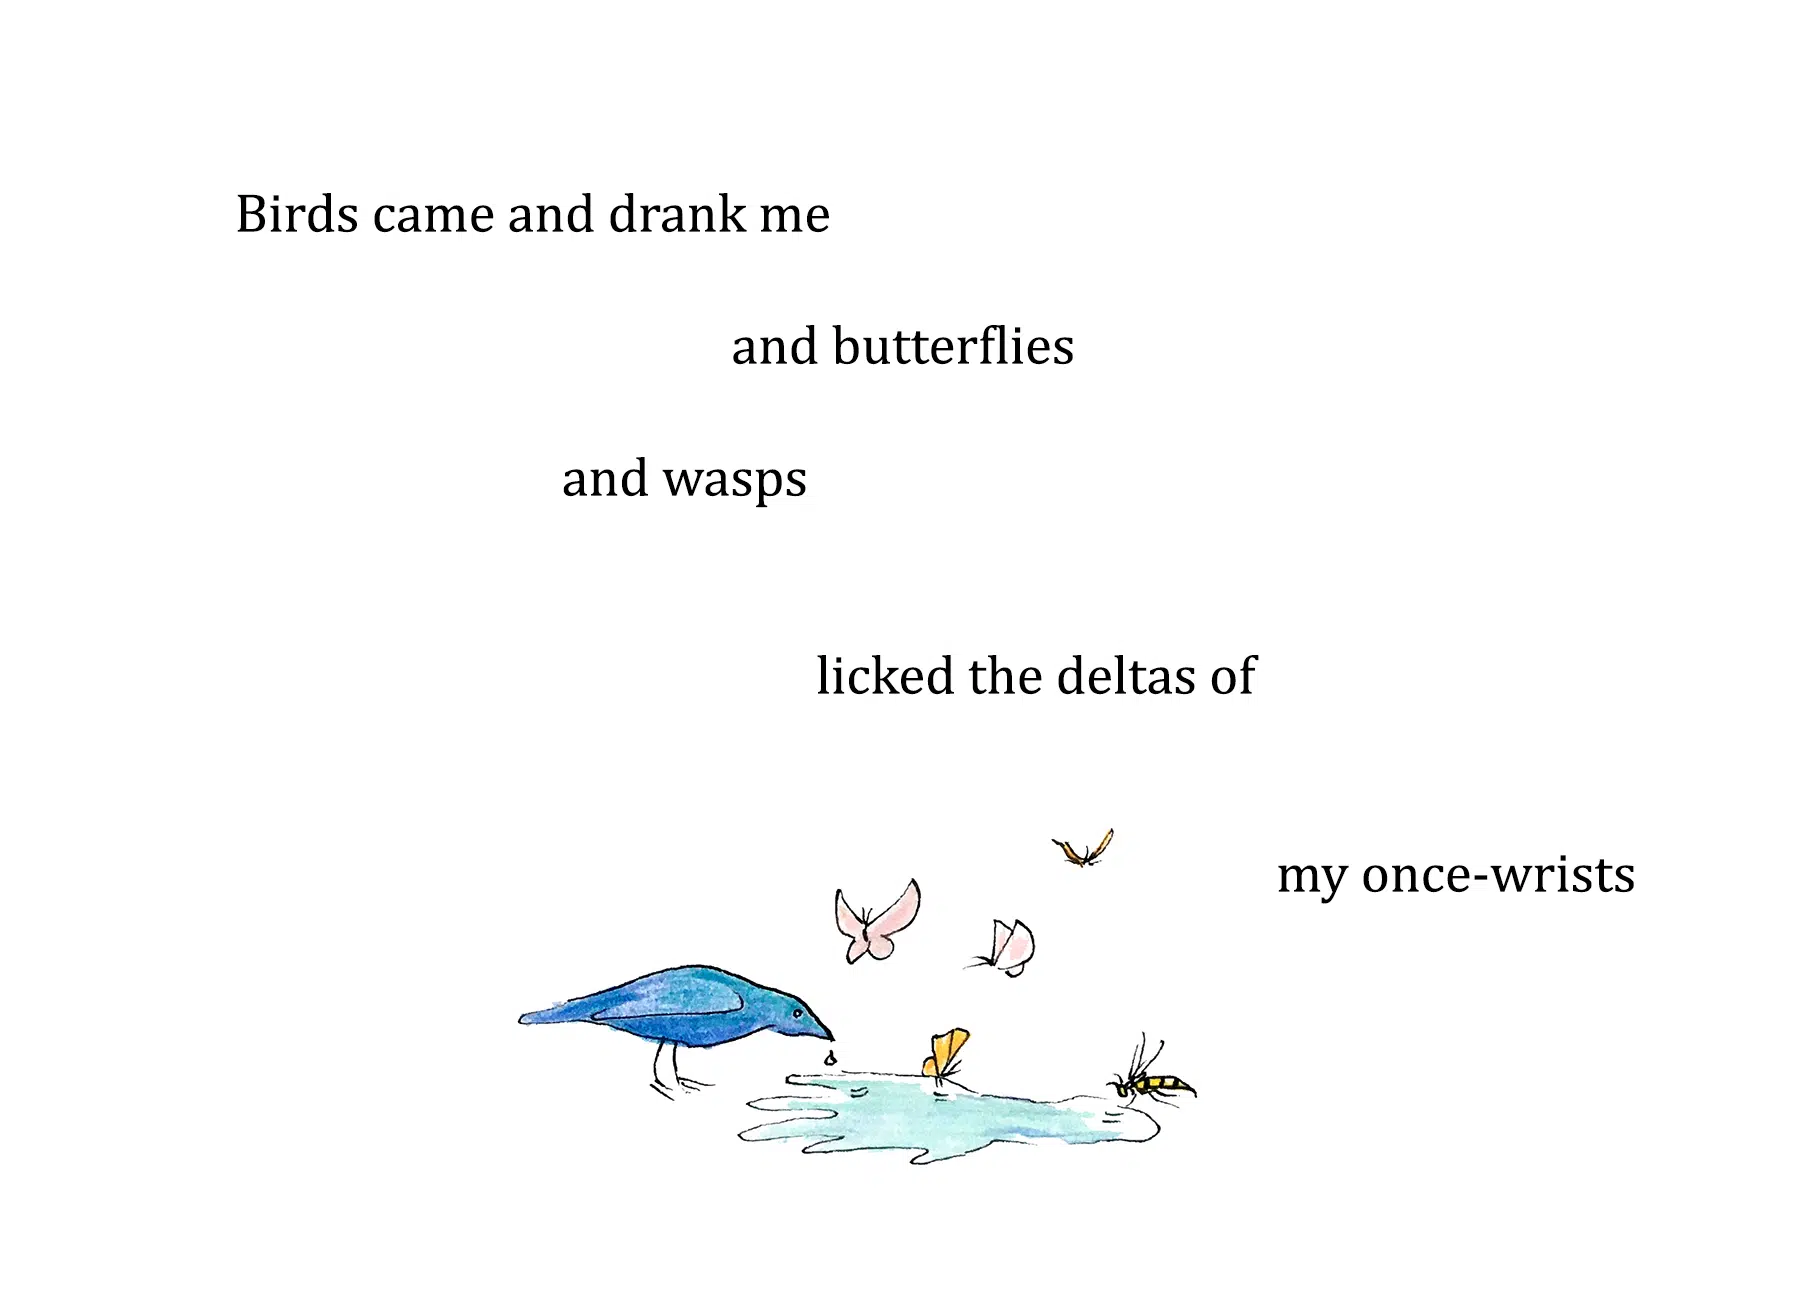 Birds came and drank me
and butterflies
and wasps
licked the deltas of
my once-wrists